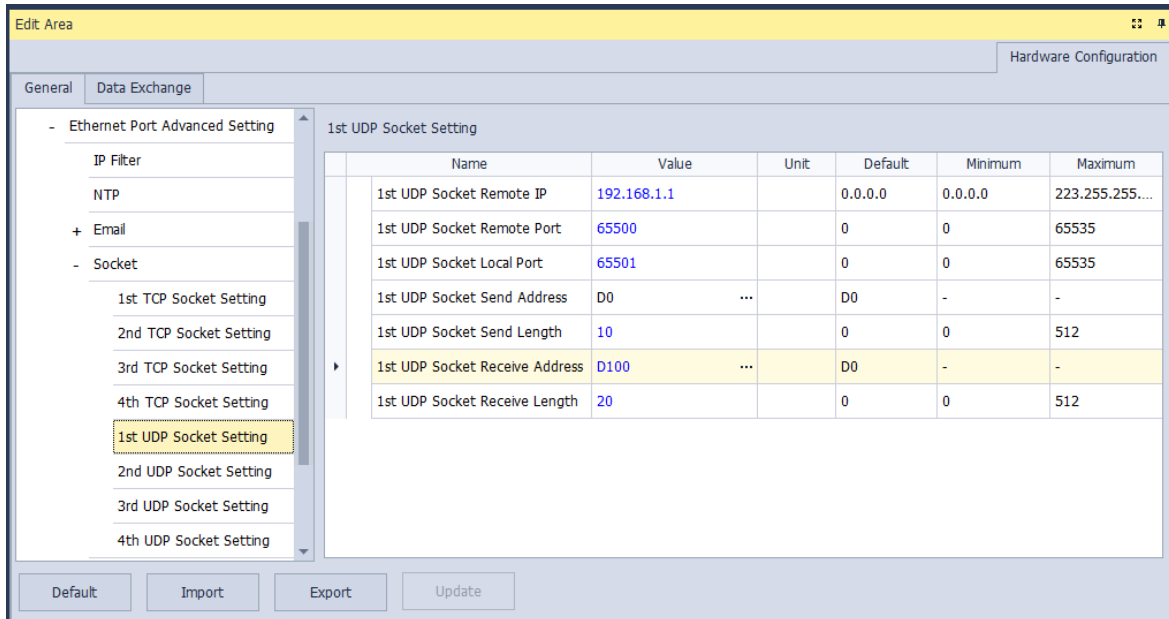 Edit Area
Hardware Configuration
General Data Exchange
- Ethernet Port Advanced Setting
IP Filter
NTP
+ Email
- Socket
1st TCP Socket Setting
2nd TCP Socket Setting
3rd TCP Socket Setting
4th TCP Socket Setting
1st UDP Socket Setting
2nd UDP Socket Setting
3rd UDP Socket Setting
4th UDP Socket Setting
1st UDP Socket Setting
Name Value Unit Default Minimum Maximum
1st UDP Socket Remote IP 192.168.1.1 0.0.0.0 0.0.0.0 223.255.255....
1st UDP Socket Remote Port 65500 0 0 65535
1st UDP Socket Local Port 65501 0 0 65535
1st UDP Socket Send Address D0 ... D0 - -
1st UDP Socket Send Length 10 0 0 512
1st UDP Socket Receive Address D100 ... D0 - -
1st UDP Socket Receive Length 20 0 0 512
Default Import Export Update